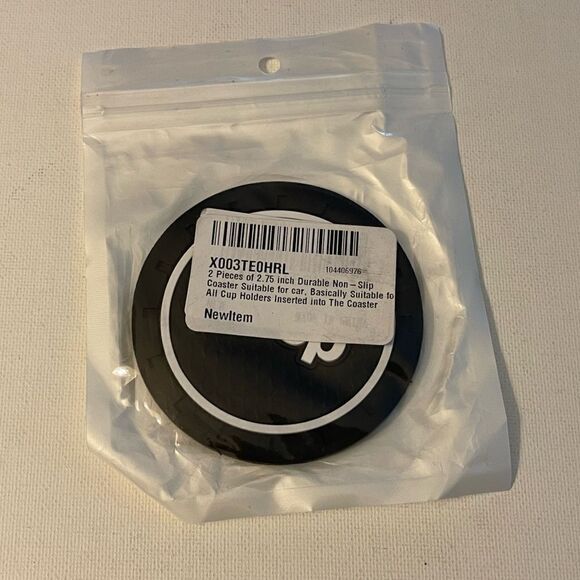 X003TE0HRL 104406976
2 Pieces of 2.75 inch Durable Non-Slip
Coaster Suitable for car, Basically Suitable fo
All Cup Holders Inserted into The Coaster
NewItem